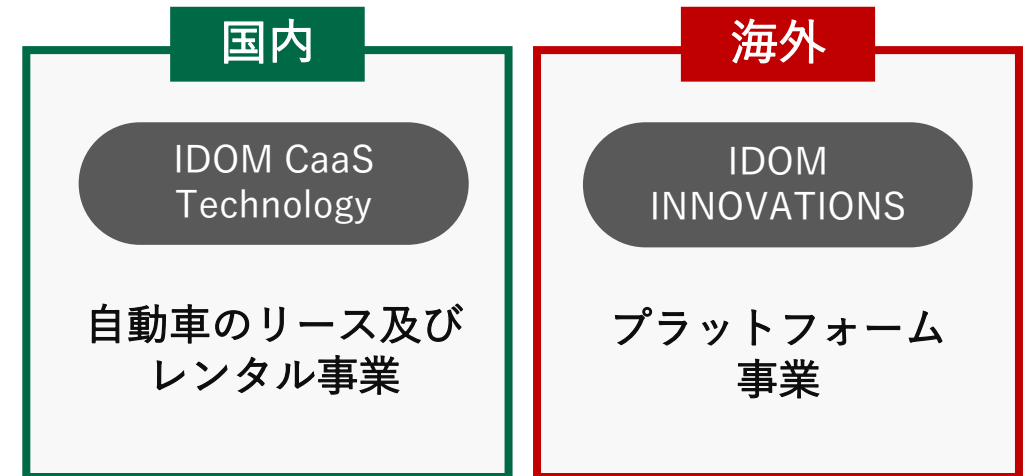 国内
IDOM CaaS
Technology
自動車のリース及び
レンタル事業
海外
IDOM
INNOVATIONS
プラットフォーム
事業